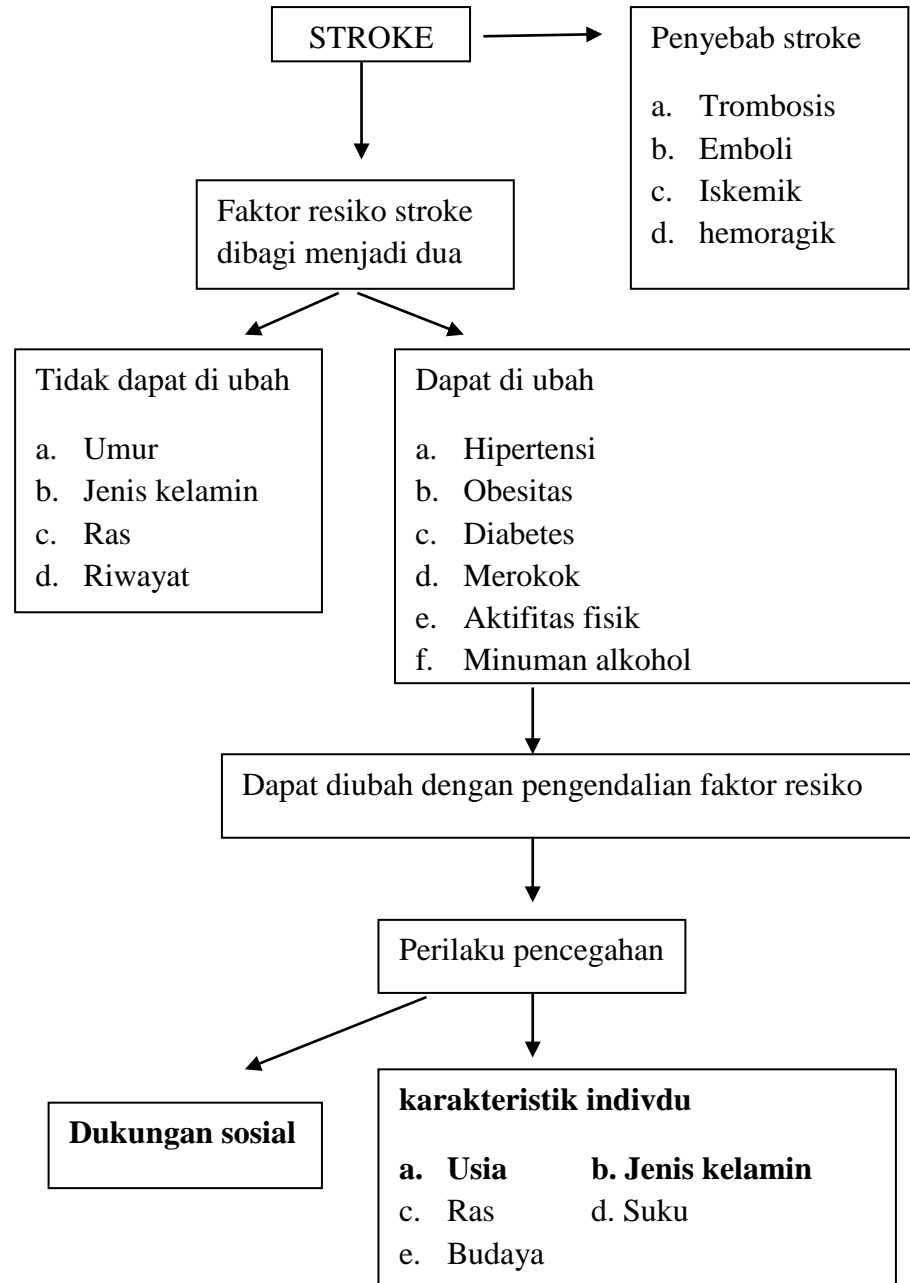 STROKE
Penyebab stroke
a. Trombosis
b. Emboli
c. Iskemik
d. hemoragik
Faktor resiko stroke
dibagi menjadi dua
Tidak dapat di ubah
a. Umur
b. Jenis kelamin
c. Ras
d. Riwayat
Dapat di ubah
a. Hipertensi
b. Obesitas
c. Diabetes
d. Merokok
e. Aktifitas fisik
f. Minuman alkohol
Dapat diubah dengan pengendalian faktor resiko
Perilaku pencegahan
Dukungan sosial
karakteristik indivdu
a. Usia b. Jenis kelamin
c. Ras d. Suku
e. Budaya